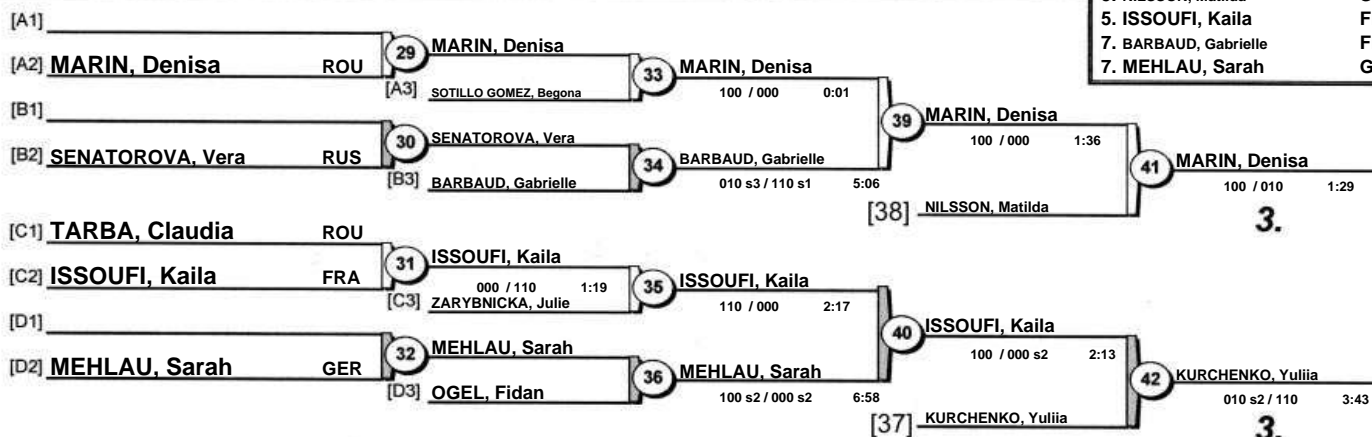 5. ISSOUFI, Kaila F
7. BARBAUD, Gabrielle F
7. MEHLAU, Sarah G
[A1]
[A2] MARIN, Denisa ROU
29
MARIN, Denisa
[A3] SOTILLO GOMEZ, Begona
33
MARIN, Denisa
100 / 000 0:01
[B1]
[B2] SENATOROVA, Vera RUS
30
SENATOROVA, Vera
[B3] BARBAUD, Gabrielle
34
BARBAUD, Gabrielle
010 s3 / 110 s1 5:06
39
MARIN, Denisa
100 / 000 1:36
[38] NILSSON, Matilda
41
MARIN, Denisa
100 / 010 1:29
3.
[C1] TARBA, Claudia ROU
[C2] ISSOUFI, Kaila FRA
31
ISSOUFI, Kaila
000 / 110 1:19
[C3] ZARYBNICKA, Julie
35
ISSOUFI, Kaila
110 / 000 2:17
[D1]
[D2] MEHLAU, Sarah GER
32
MEHLAU, Sarah
[D3] OGEL, Fidan
36
MEHLAU, Sarah
100 s2 / 000 s2 6:58
40
ISSOUFI, Kaila
100 / 000 s2 2:13
[37] KURCHENKO, Yuliia
42
KURCHENKO, Yuliia
010 s2 / 110 3:43
3.